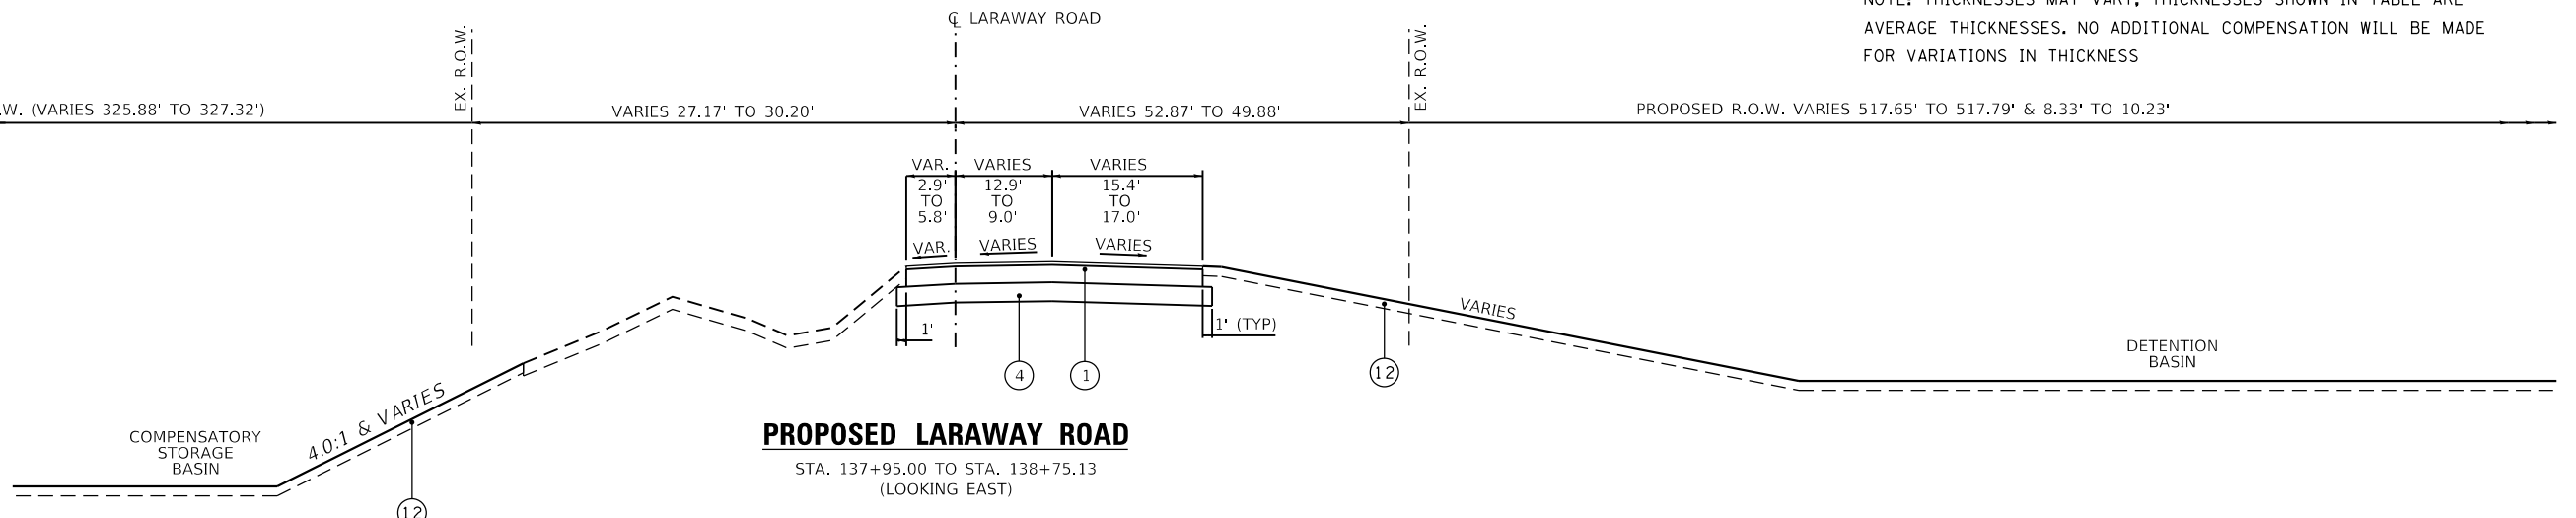 ℄ LARAWAY ROAD
NOTE: THICKNESSES MAY VARY, THICKNESSES SHOWN IN TABLE ARE
AVERAGE THICKNESSES. NO ADDITIONAL COMPENSATION WILL BE MADE
FOR VARIATIONS IN THICKNESS
EX. R.O.W.
EX. R.O.W.
.W. (VARIES 325.88' TO 327.32')
VARIES 27.17' TO 30.20'
VARIES 52.87' TO 49.88'
PROPOSED R.O.W. VARIES 517.65' TO 517.79' & 8.33' TO 10.23'
VAR.
2.9'
TO
5.8'
VARIES
12.9'
TO
9.0'
VARIES
15.4'
TO
17.0'
VAR.
VARIES
VARIES
VARIES
1'
1' (TYP)
4
1
12
DETENTION
BASIN
4.0:1 & VARIES
COMPENSATORY
STORAGE
BASIN
12
PROPOSED LARAWAY ROAD
STA. 137+95.00 TO STA. 138+75.13
(LOOKING EAST)